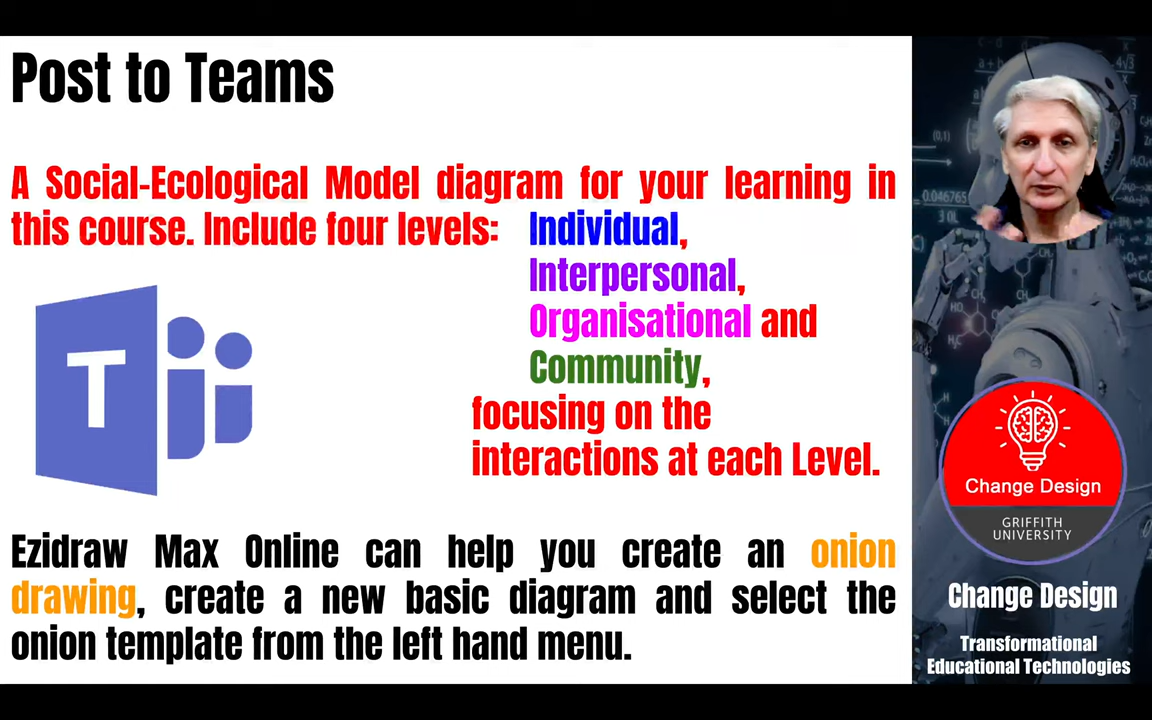 Post to Teams
A Social-Ecological Model diagram for your learning in
this course. Include four levels: Individual,
Interpersonal,
Organisational and
Community,
focusing on the
interactions at each Level.
T
Ezidraw Max Online can help you create an onion
drawing, create a new basic diagram and select the
onion template from the left hand menu.
0.046765
Change Design
GRIFFITH
UNIVERSITY
Change Design
Transformational
Educational Technologies